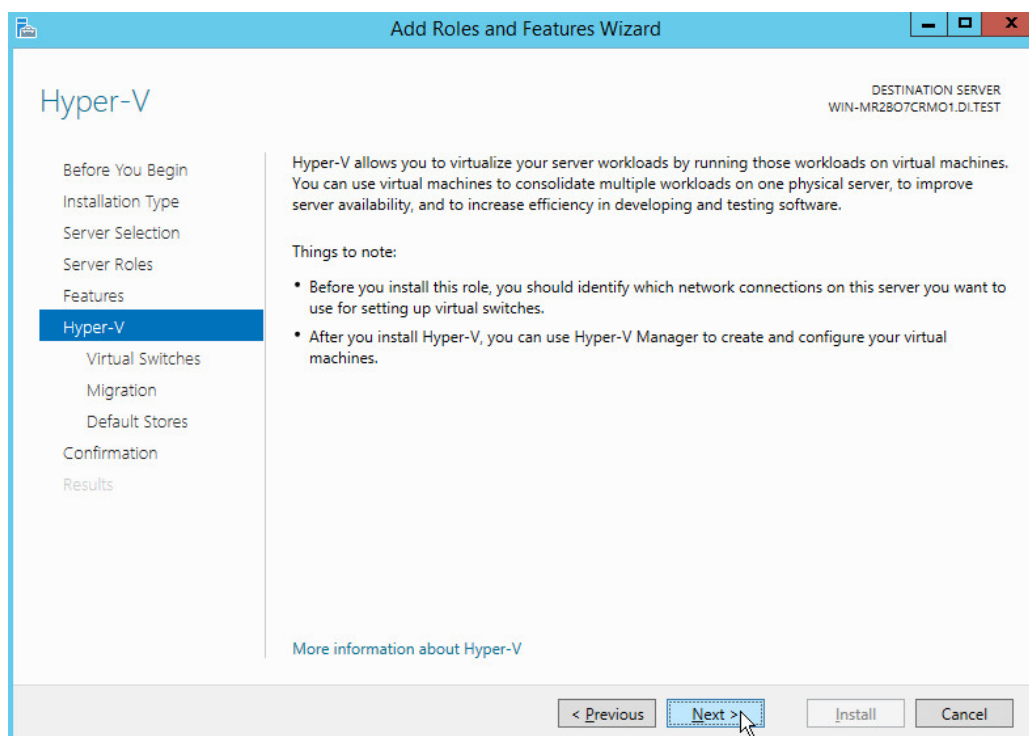 Add Roles and Features Wizard
X
Hyper-V
DESTINATION SERVER
WIN-MR2BO7CRMO1.DI.TEST
Before You Begin
Installation Type
Server Selection
Server Roles
Features
Hyper-V
Virtual Switches
Migration
Default Stores
Confirmation
Results
Hyper-V allows you to virtualize your server workloads by running those workloads on virtual machines.
You can use virtual machines to consolidate multiple workloads on one physical server, to improve
server availability, and to increase efficiency in developing and testing software.
Things to note:
• Before you install this role, you should identify which network connections on this server you want to
use for setting up virtual switches.
• After you install Hyper-V, you can use Hyper-V Manager to create and configure your virtual
machines.
More information about Hyper-V
< Previous
Next >
Install
Cancel